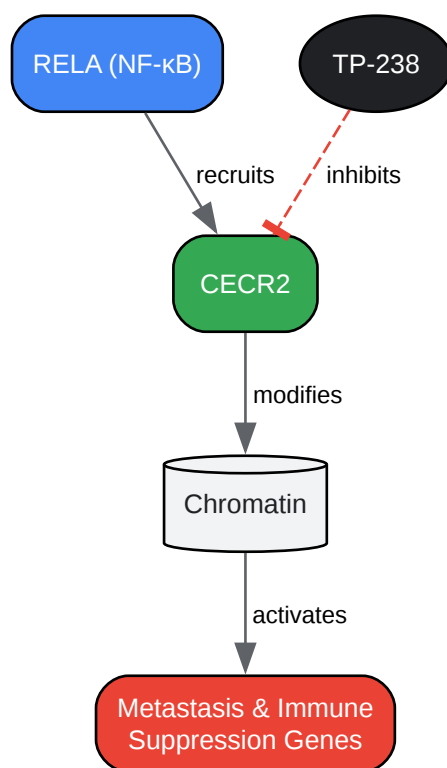 RELA (NF-κB)
TP-238
recruits
inhibits
CECR2
modifies
Chromatin
activates
Metastasis & Immune
Suppression Genes